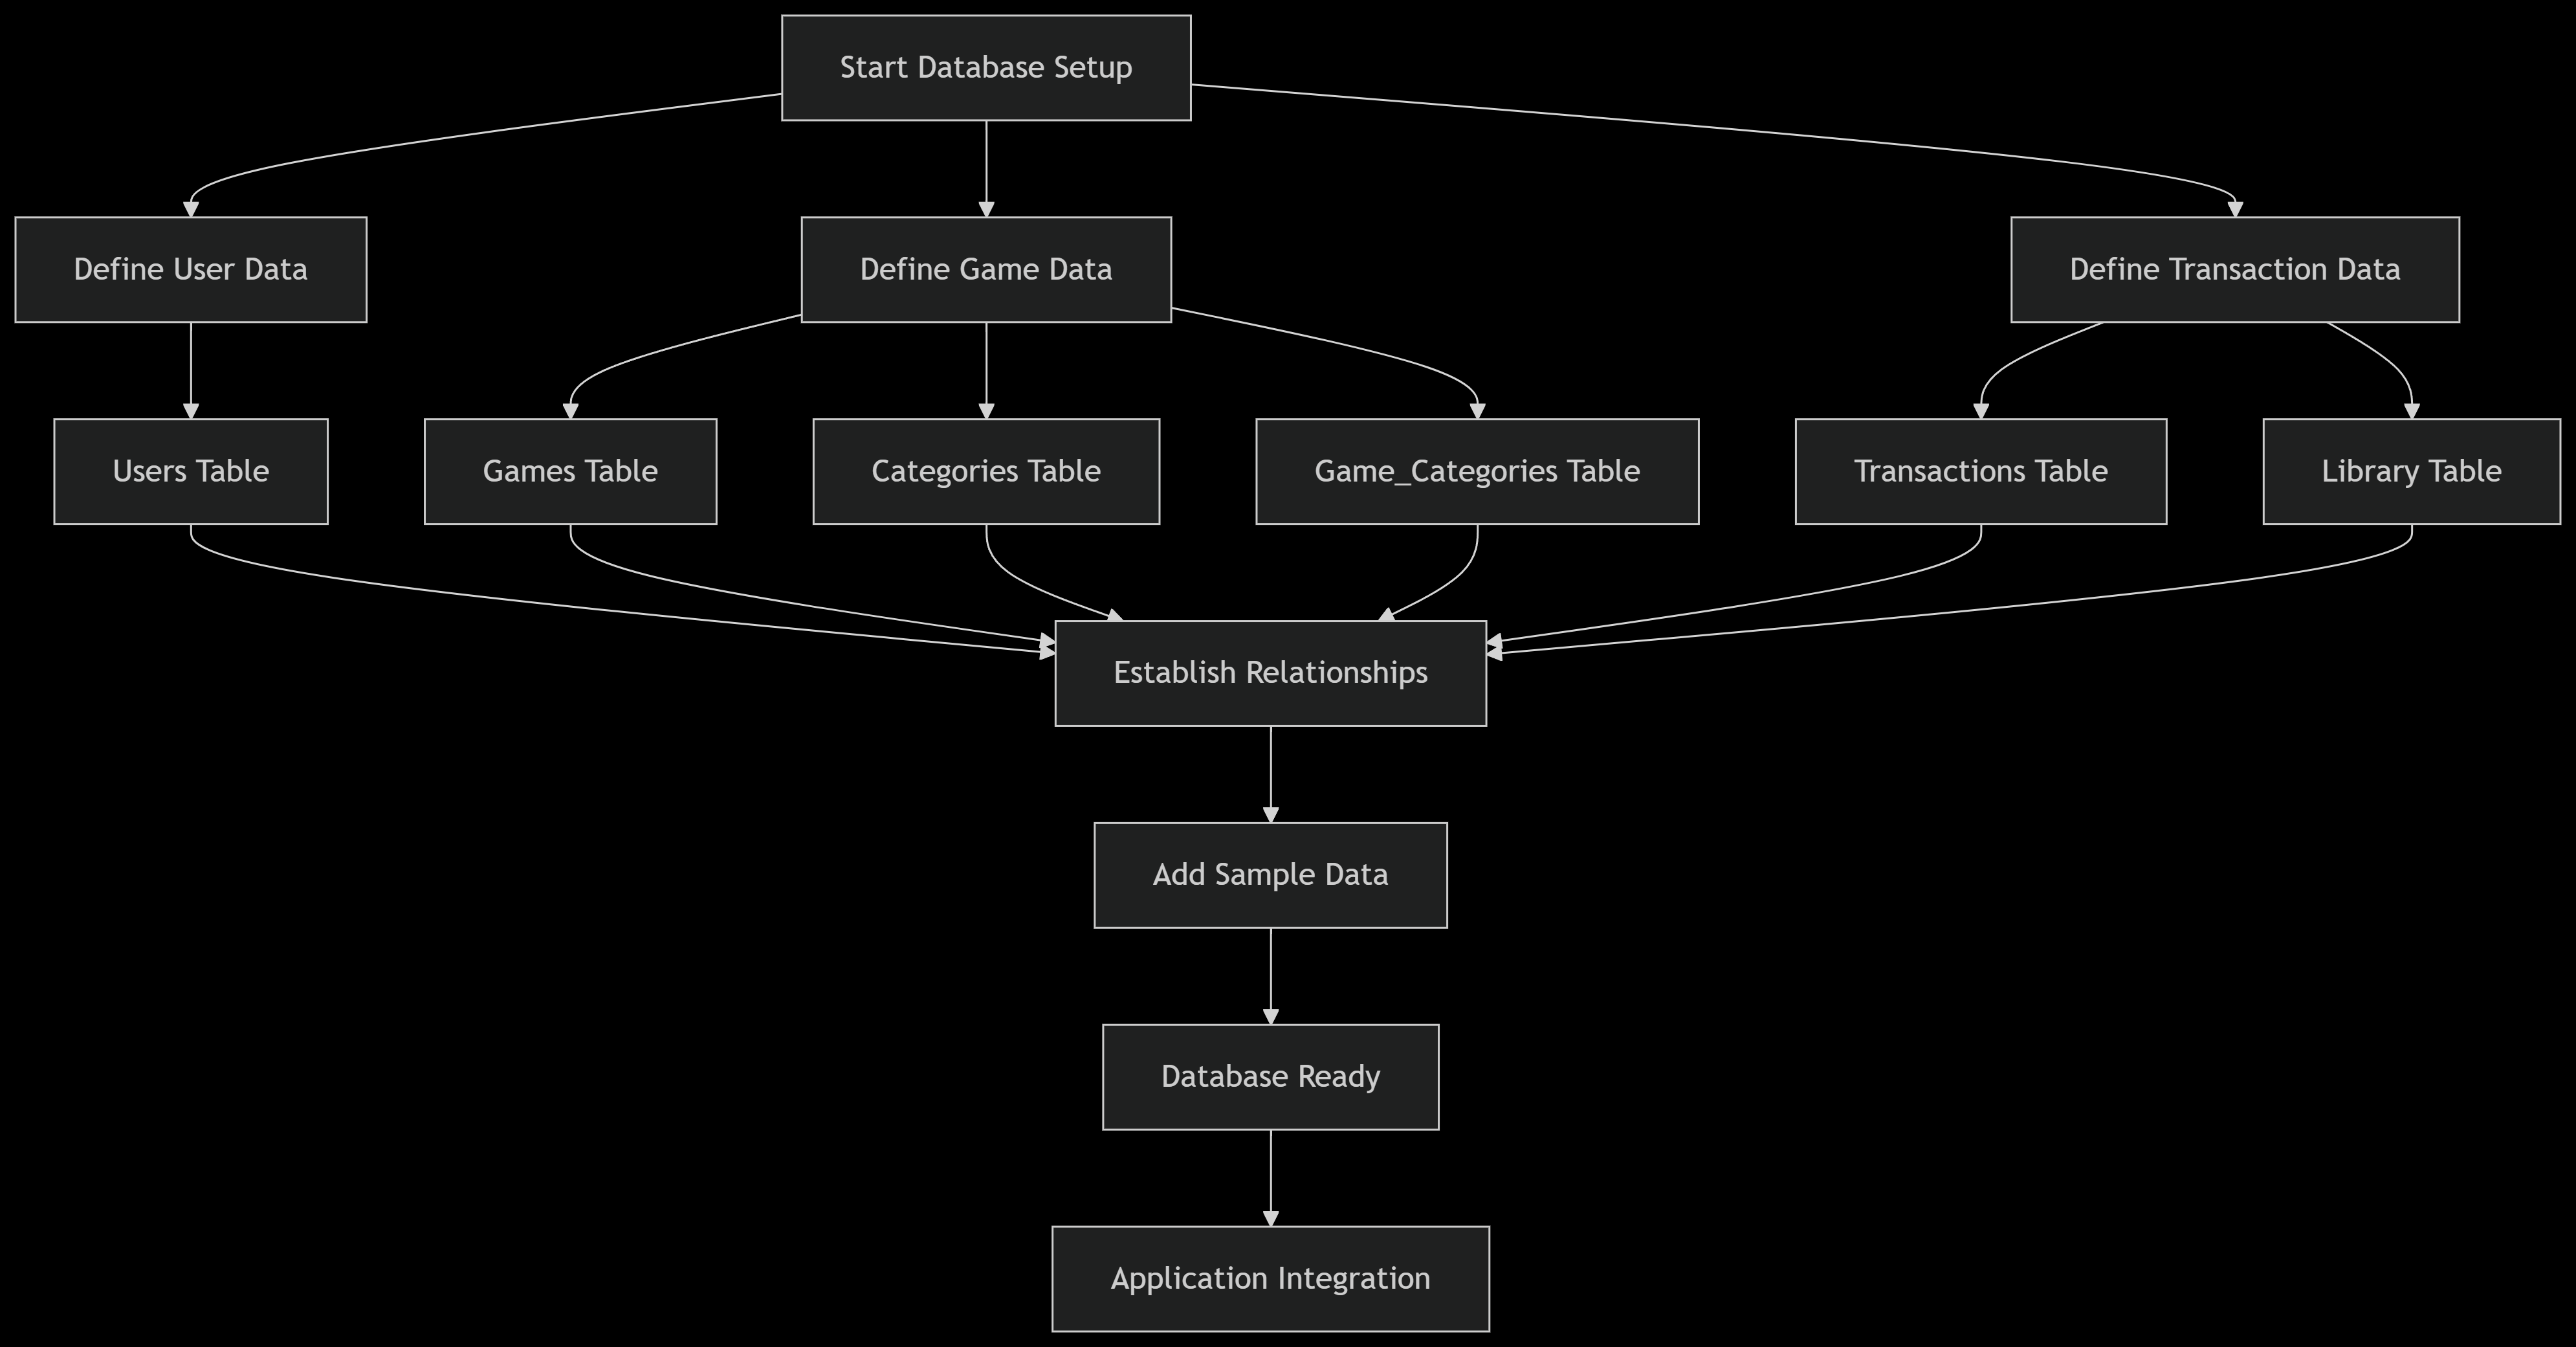 Start Database Setup
Define User Data
Define Game Data
Define Transaction Data
Users Table
Games Table
Categories Table
Game_Categories Table
Transactions Table
Library Table
Establish Relationships
Add Sample Data
Database Ready
Application Integration